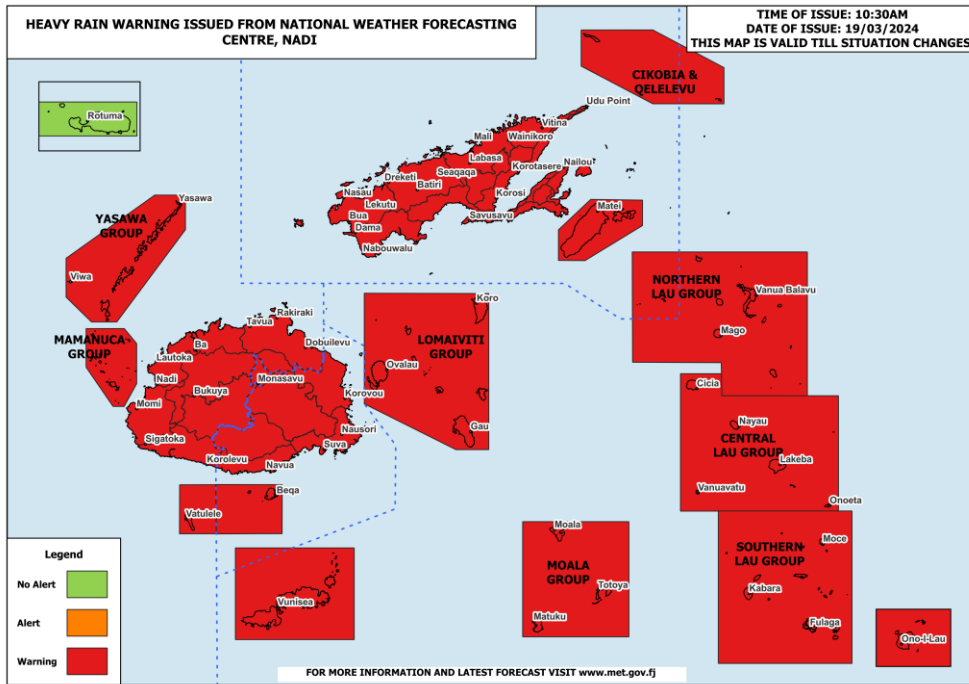 HEAVY RAIN WARNING ISSUED FROM NATIONAL WEATHER FORECASTING
CENTRE, NADI
TIME OF ISSUE: 10:30AM
DATE OF ISSUE: 19/03/2024
THIS MAP IS VALID TILL SITUATION CHANGES
CIKOBIA &
QELELEVU
Rotuma
Udu Point
Vitina
Mali
Wainikoro
Labasa
Nailou
Korotasere
Seaqaqa
Dreketi
Batiri
Nasau
Korosi
Lekutu
Yasawa
Matei
Bua
Savusavu
YASAWA
GROUP
Dama
Nabouwalu
Viwa
NORTHERN
LAU GROUP
Vanua Balavu
Koro
Rakiraki
Tavua
Mago
MAMANUCA
GROUP
Ba
Dobuilevu
LOMAIVITI
GROUP
Lautoka
Ovalau
Nadi
Monasavu
Cicia
Bukuya
Korovou
Momi
Nayau
Gau
Nausori
Sigatoka
Suva
CENTRAL
LAU GROUP
Korolevu
Navua
Lakeba
Beqa
Vanuavatu
Onoeta
Vatulele
Moala
Moce
SOUTHERN
LAU GROUP
Legend
MOALA
GROUP
No Alert
Totoya
Kabara
Vunisea
Matuku
Fulaga
Alert
Ono-I-Lau
Warning
FOR MORE INFORMATION AND LATEST FORECAST VISIT www.met.gov.fj